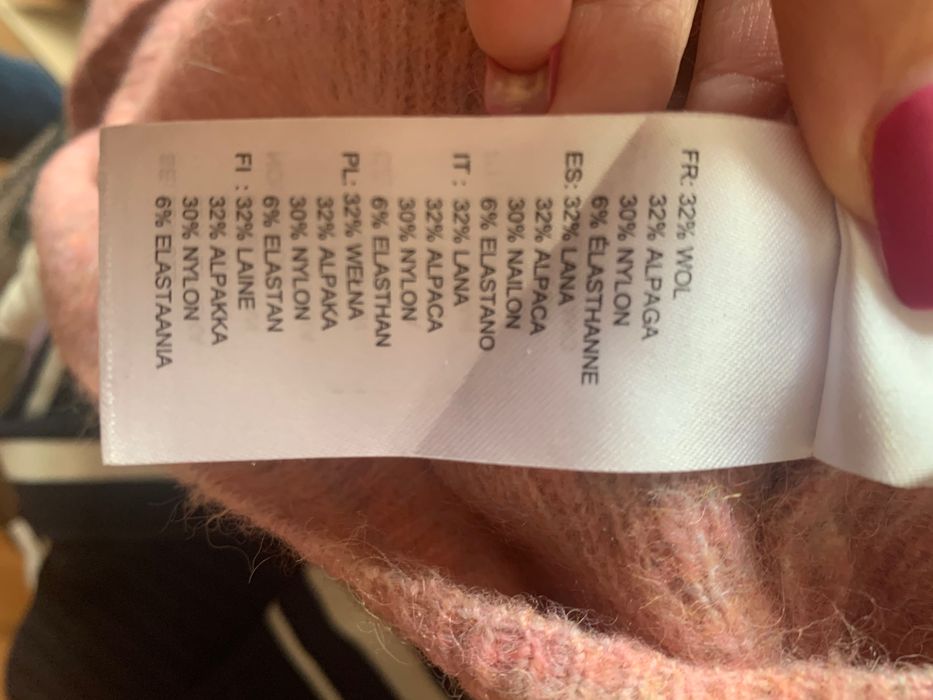 FR: 32% WOL
32% ALPAGA
30% NYLON
6% ÉLASTHANNE
ES: 32% LANA
32% ALPACA
30% NAILON
6% ELASTANO
IT : 32% LANA
32% ALPACA
30% NYLON
6% ELASTHAN
PL: 32% WEŁNA
32% ALPAKA
30% NYLON
6% ELASTAN
FI : 32% LAINE
32% ALPAKKA
30% NYLON
6% ELASTAANIA